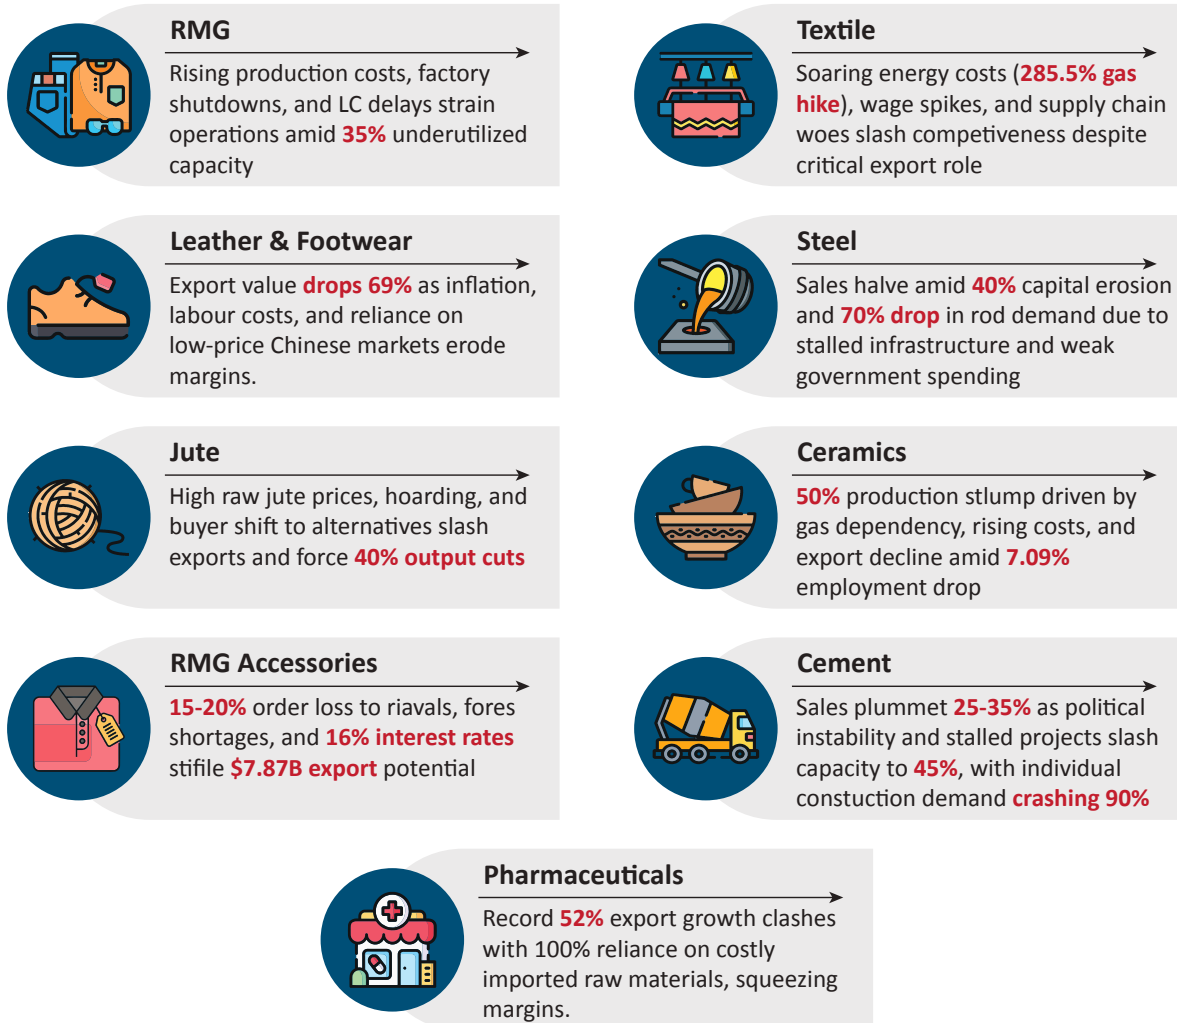 RMG
Rising production costs, factory
shutdowns, and LC delays strain
operations amid 35% underutilized
capacity
Textile
Soaring energy costs (285.5% gas
hike), wage spikes, and supply chain
woes slash competiveness despite
critical export role
Leather & Footwear
Export value drops 69% as inflation,
labour costs, and reliance on
low-price Chinese markets erode
margins.
Steel
Sales halve amid 40% capital erosion
and 70% drop in rod demand due to
stalled infrastructure and weak
government spending
Jute
High raw jute prices, hoarding, and
buyer shift to alternatives slash
exports and force 40% output cuts
Ceramics
50% production stlump driven by
gas dependency, rising costs, and
export decline amid 7.09%
employment drop
RMG Accessories
15-20% order loss to riavals, fores
shortages, and 16% interest rates
stifile $7.87B export potential
Cement
Sales plummet 25-35% as political
instability and stalled projects slash
capacity to 45%, with individual
constuction demand crashing 90%
Pharmaceuticals
Record 52% export growth clashes
with 100% reliance on costly
imported raw materials, squeezing
margins.